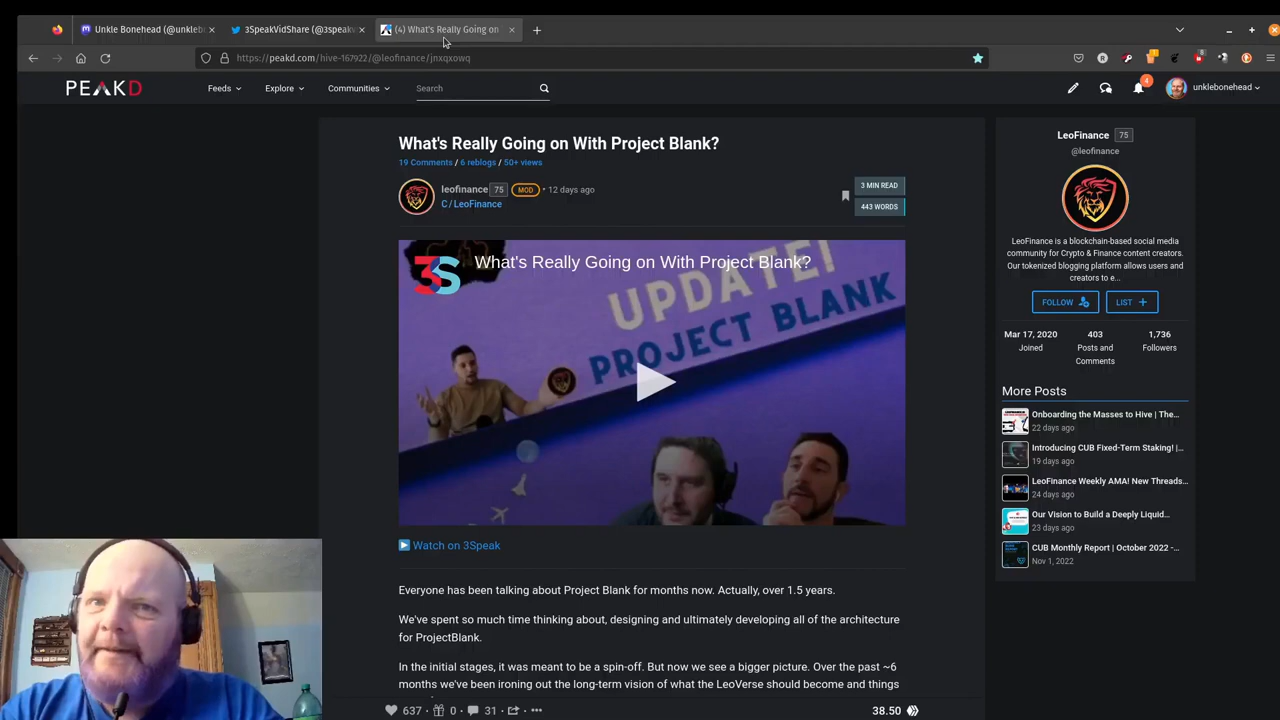 Unkle Bonehead (@unklebo
3SpeakVidShare (@3speakv
(4) What's Really Going on
https://peakd.com/hive-167922/@leofinance/jnxqxowq
PEAKD
Feeds
Explore
Communities
Search
4
unklebonehead
What's Really Going on With Project Blank?
19 Comments / 6 reblogs / 50+ views
leofinance 75 MOD • 12 days ago
C / LeoFinance
3 MIN READ
443 WORDS
3S
What's Really Going on With Project Blank?
UPDATE!
PROJECT BLANK
Watch on 3Speak
Everyone has been talking about Project Blank for months now. Actually, over 1.5 years.
We've spent so much time thinking about, designing and ultimately developing all of the architecture
for ProjectBlank.
In the initial stages, it was meant to be a spin-off. But now we see a bigger picture. Over the past ~6
months we've been ironing out the long-term vision of what the LeoVerse should become and things
637 0 31 ••• 38.50
LeoFinance 75
@leofinance
LeoFinance is a blockchain-based social media
community for Crypto & Finance content creators.
Our tokenized blogging platform allows users and
creators to e...
FOLLOW
LIST
Mar 17, 2020
Joined
403
Posts and
Comments
1,736
Followers
More Posts
Onboarding the Masses to Hive | The...
22 days ago
Introducing CUB Fixed-Term Staking! |...
19 days ago
LeoFinance Weekly AMA! New Threads...
24 days ago
Our Vision to Build a Deeply Liquid...
23 days ago
CUB Monthly Report | October 2022 -...
Nov 1, 2022